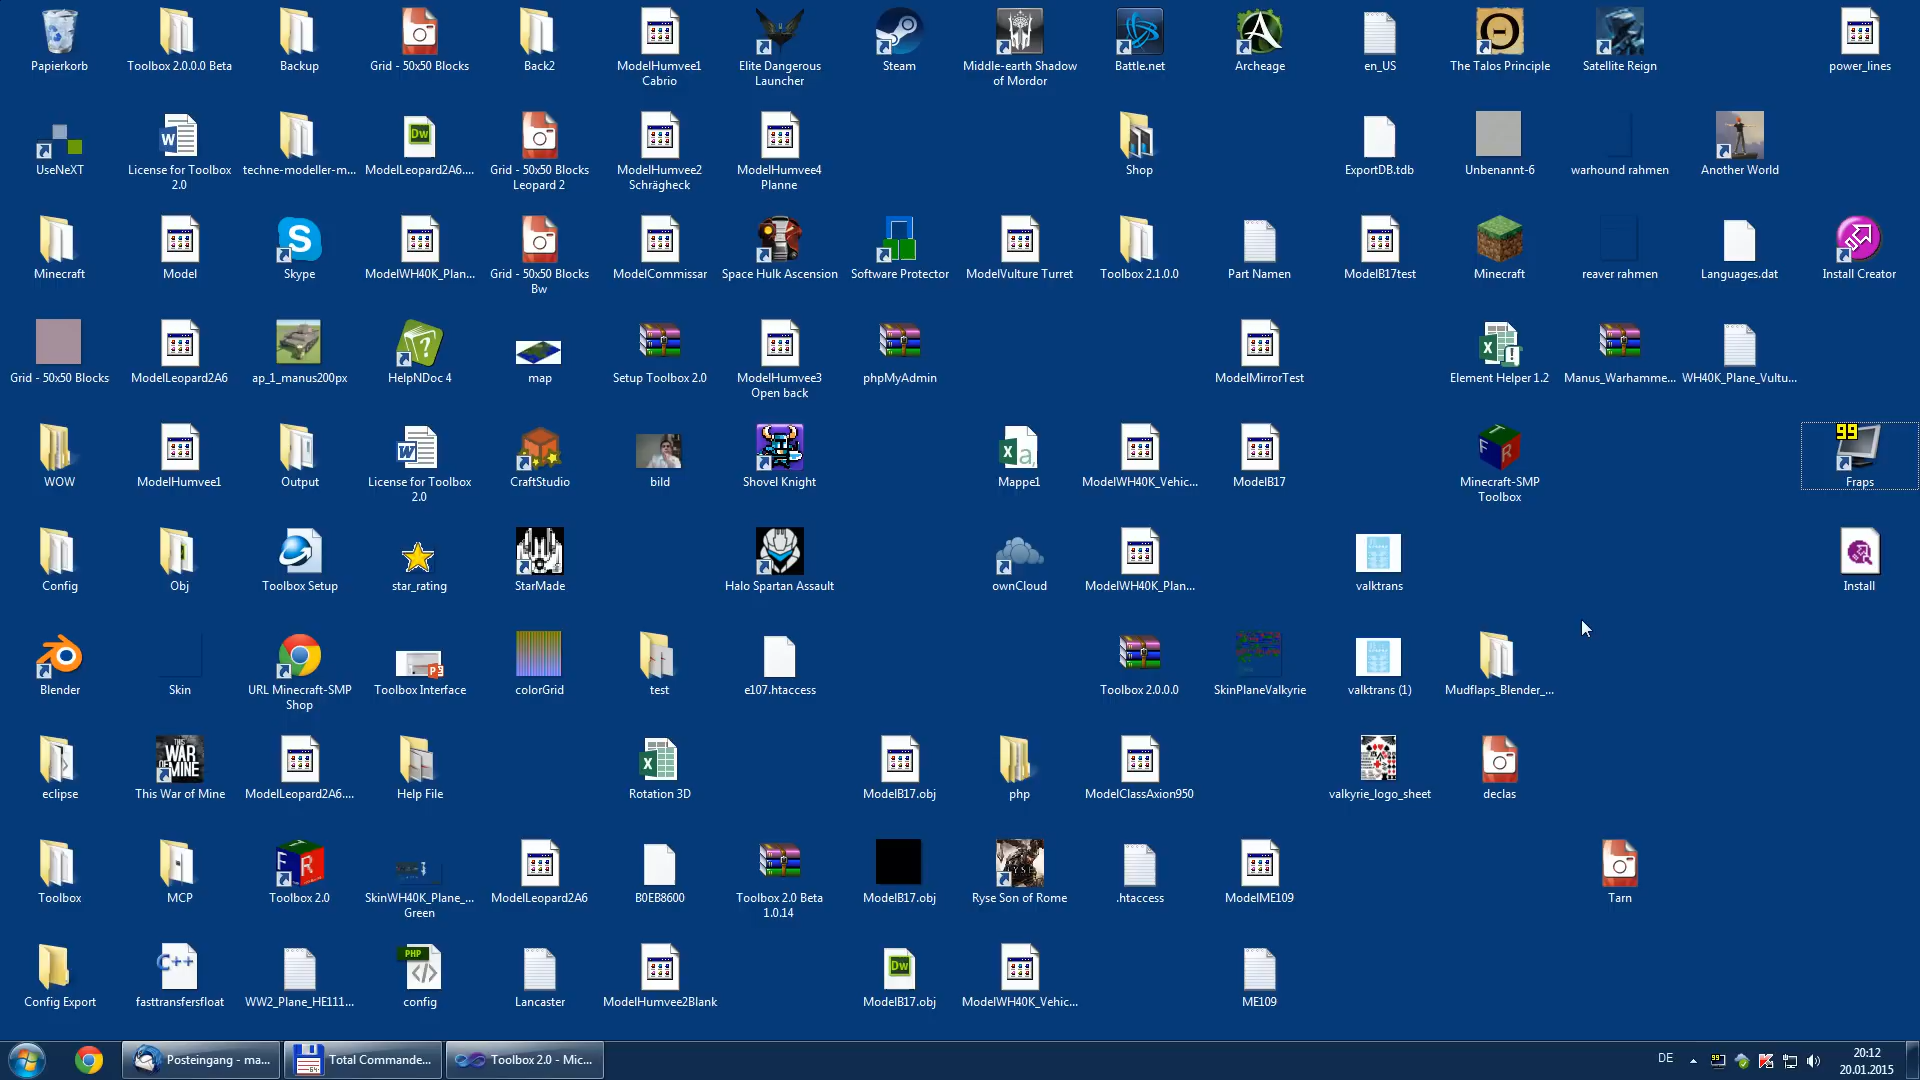 Papierkorb
Toolbox 2.0.0.0 Beta
Backup
Grid - 50x50 Blocks
Back2
ModelHumvee1
Cabrio
Elite Dangerous
Launcher
Steam
Middle-earth Shadow
of Mordor
Battle.net
Archeage
en_US
The Talos Principle
Satellite Reign
power_lines
UseNeXT
License for Toolbox
2.0
techne-modeller-m...
ModelLeopard2A6....
Grid - 50x50 Blocks
Leopard 2
ModelHumvee2
Schrägheck
ModelHumvee4
Planne
Shop
ExportDB.tdb
Unbenannt-6
warhound rahmen
Another World
Minecraft
Model
Skype
ModelWH40K_Plan...
Grid - 50x50 Blocks
Bw
ModelCommissar
Space Hulk Ascension
Software Protector
ModelVulture Turret
Toolbox 2.1.0.0
Part Namen
ModelB17test
Minecraft
reaver rahmen
Languages.dat
Install Creator
Grid - 50x50 Blocks
ModelLeopard2A6
ap_1_manus200px
HelpNDoc 4
map
Setup Toolbox 2.0
ModelHumvee3
Open back
phpMyAdmin
ModelMirrorTest
Element Helper 1.2
Manus_Warhamme...
WH40K_Plane_Vultu...
WOW
ModelHumvee1
Output
License for Toolbox
2.0
CraftStudio
bild
Shovel Knight
Mappe1
ModelWH40K_Vehic...
ModelB17
Minecraft-SMP
Toolbox
99
Fraps
Config
Obj
Toolbox Setup
star_rating
StarMade
Halo Spartan Assault
ownCloud
ModelWH40K_Plan...
valktrans
Install
Blender
Skin
URL Minecraft-SMP
Shop
Toolbox Interface
colorGrid
test
e107.htaccess
Toolbox 2.0.0.0
SkinPlaneValkyrie
valktrans (1)
Mudflaps_Blender_...
eclipse
THIS
WAR
OF MINE
This War of Mine
ModelLeopard2A6....
Help File
Rotation 3D
ModelB17.obj
php
ModelClassAxion950
valkyrie_logo_sheet
declas
Toolbox
MCP
Toolbox 2.0
SkinWH40K_Plane_...
Green
ModelLeopard2A6
B0EB8600
Toolbox 2.0 Beta
1.0.14
ModelB17.obj
Ryse Son of Rome
.htaccess
ModelME109
Tarn
Config Export
C++
fasttransfersfloat
WW2_Plane_HE111...
PHP
config
Lancaster
ModelHumvee2Blank
Dw
ModelB17.obj
ModelWH40K_Vehic...
ME109
Posteingang - ma...
Total Commande...
Toolbox 2.0 - Mic...
DE
20:12
20.01.2015